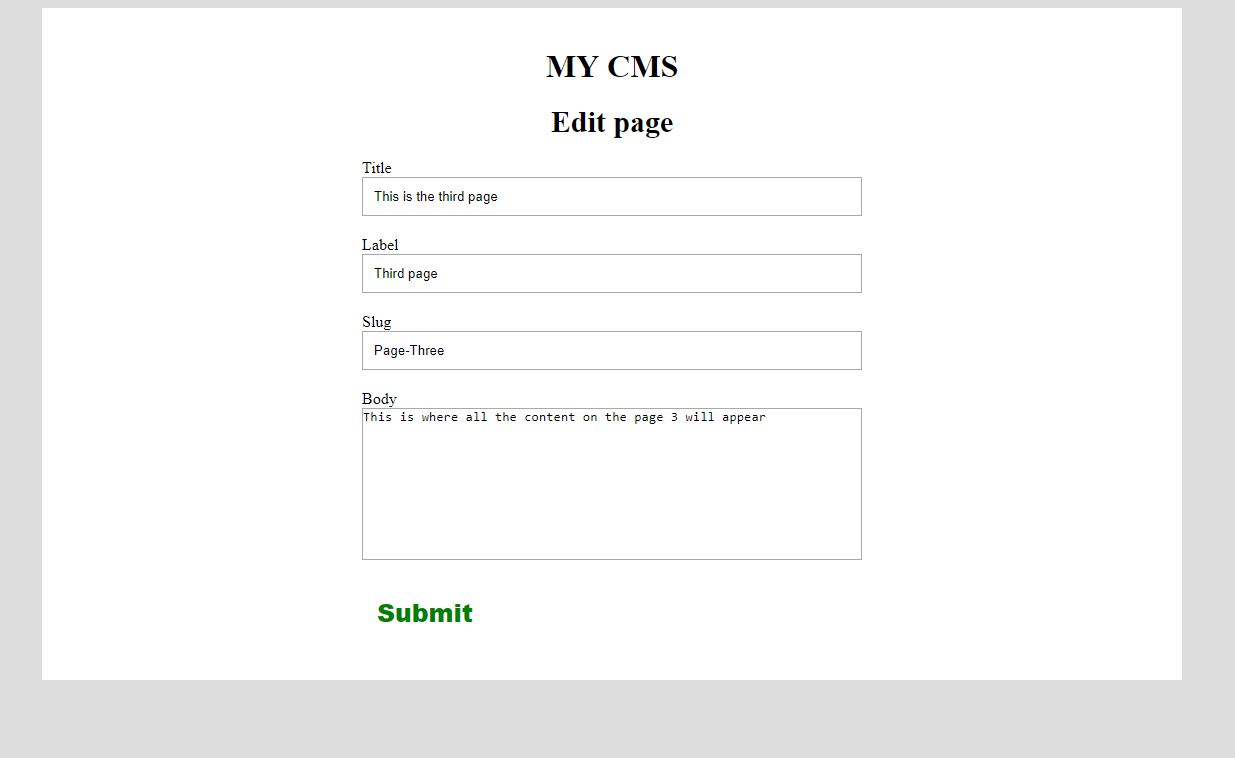 MY CMS
Edit page
Title
This is the third page
Label
Third page
Slug
Page-Three
Body
This is where all the content on the page 3 will appear
Submit